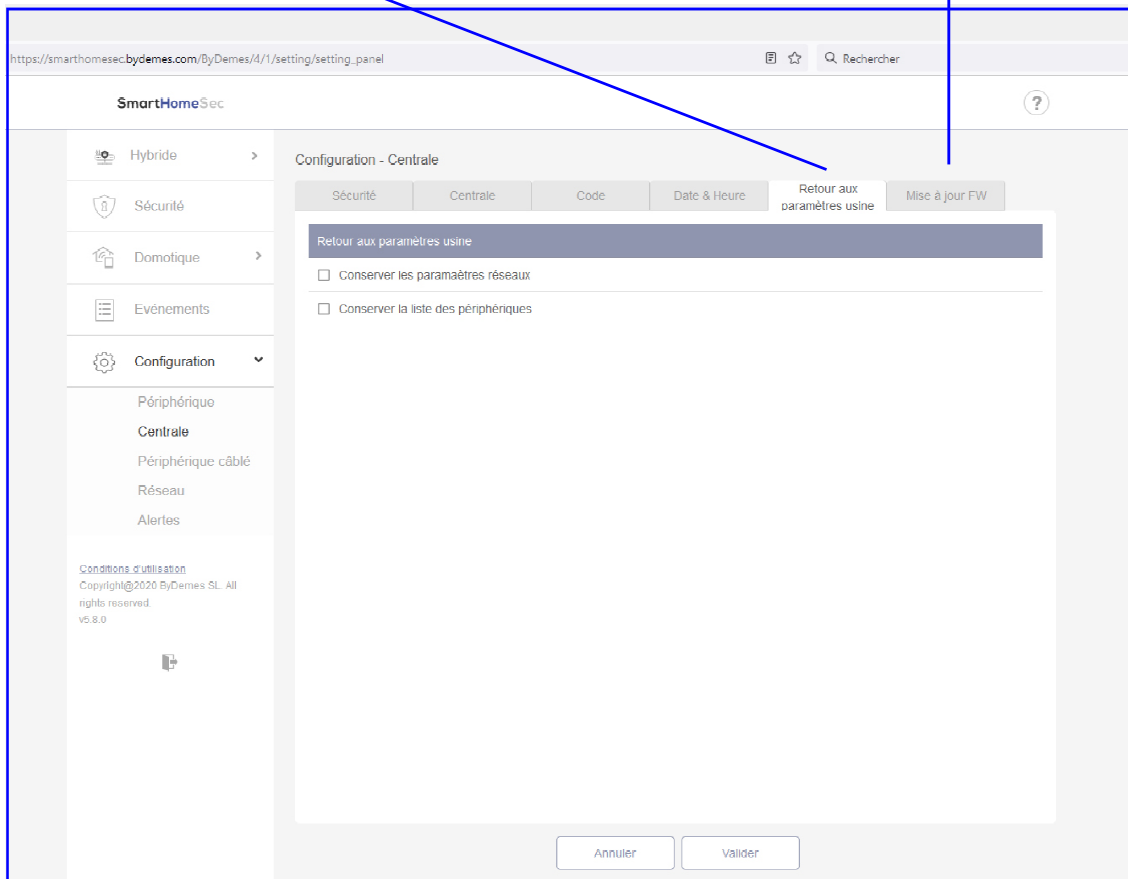 https://smarthomesec.bydemes.com/ByDemes/4/1/setting/setting_panel
Rechercher
SmartHomeSec
?
Hybride
Sécurité
Domotique
Evénements
Configuration
Périphérique
Centrale
Périphérique câblé
Réseau
Alertes
Conditions d'utilisation
Copyright@2020 ByDemes SL. All
rights reserved
v5.8.0
Configuration - Centrale
Sécurité
Centrale
Code
Date & Heure
Retour aux
paramètres usine
Mise à jour FW
Retour aux paramètres usine
Conserver les paramaètres réseaux
Conserver la liste des périphériques
Annuler
Valider